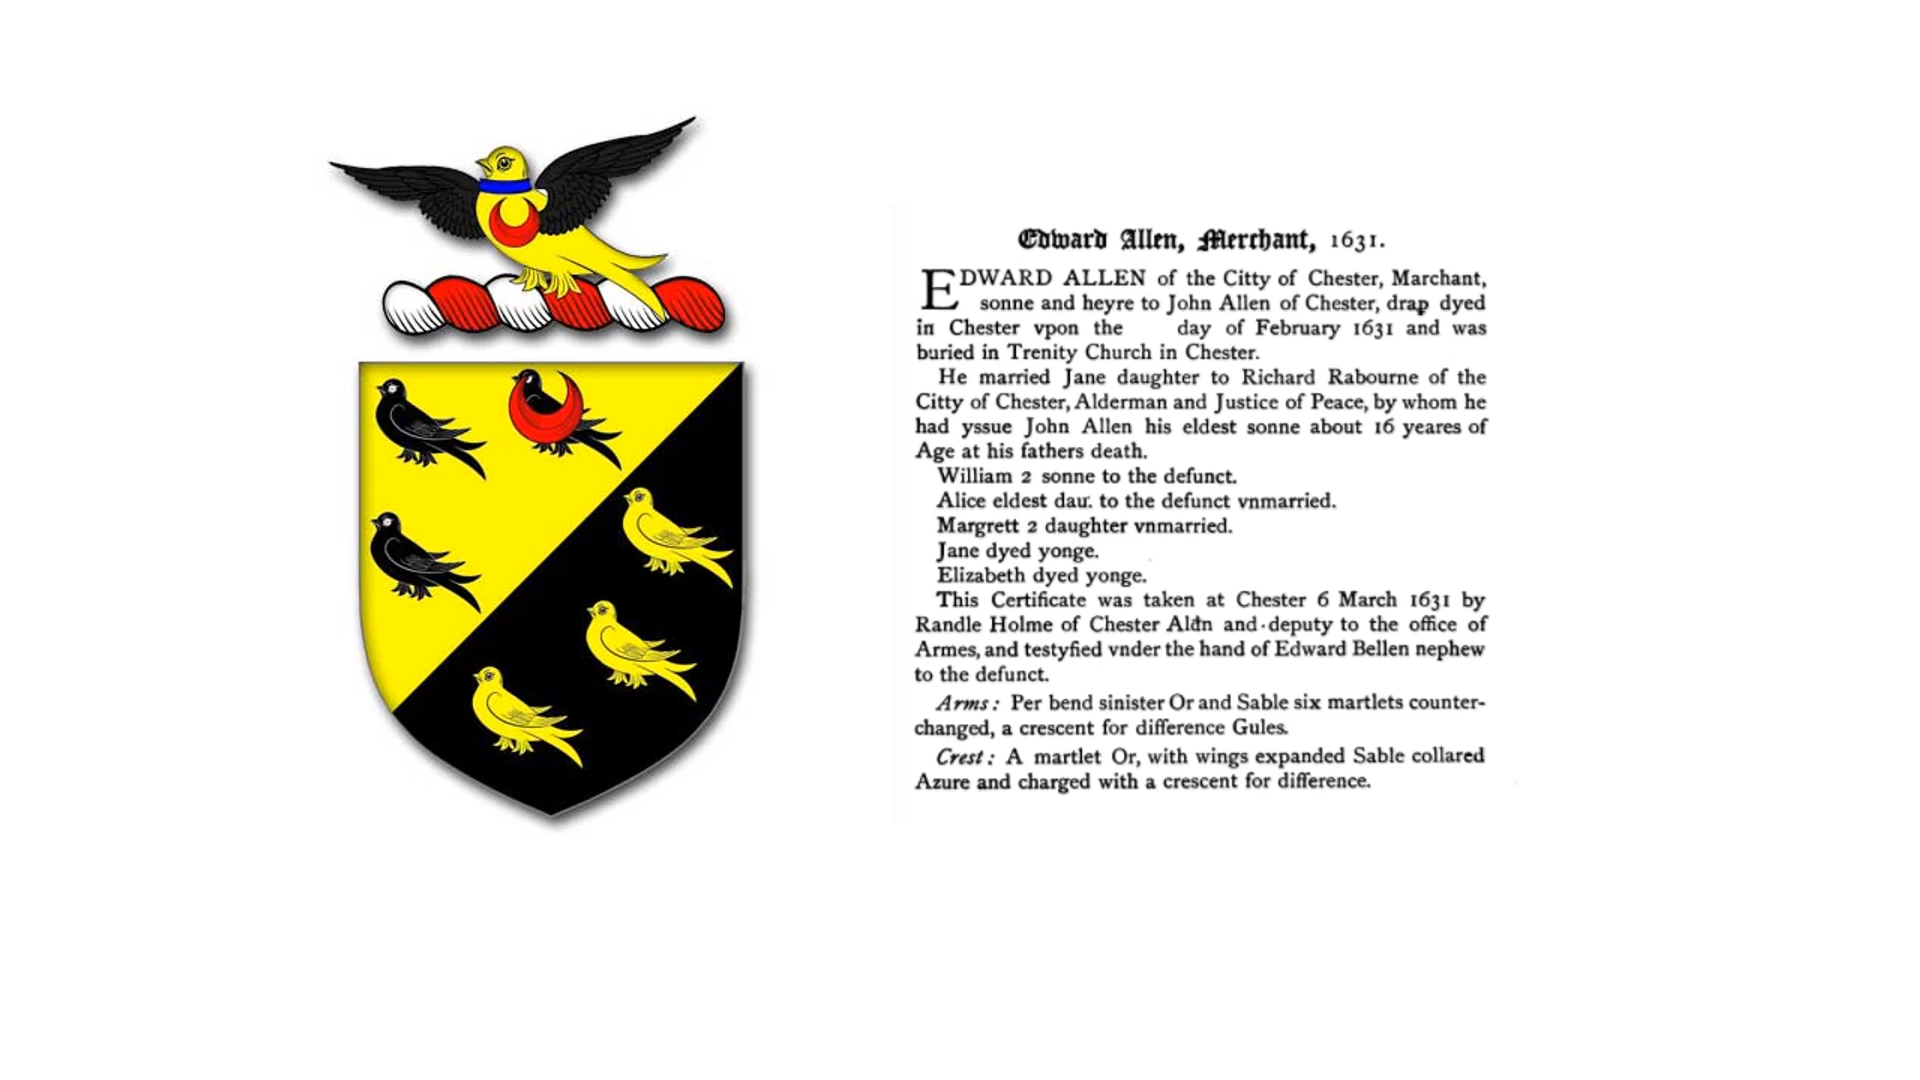 Edward Allen, Merchant, 1631.
EDWARD ALLEN of the Citty of Chester, Marchant,
sonne and heyre to John Allen of Chester, drap dyed
in Chester vpon the day of February 1631 and was
buried in Trenity Church in Chester.
He married Jane daughter to Richard Rabourne of the
Citty of Chester, Alderman and Justice of Peace, by whom he
had yssue John Allen his eldest sonne about 16 yeares of
Age at his fathers death.
William 2 sonne to the defunct.
Alice eldest dau. to the defunct vnmarried.
Margrett 2 daughter vnmarried.
Jane dyed yonge.
Elizabeth dyed yonge.
This Certificate was taken at Chester 6 March 1631 by
Randle Holme of Chester and deputy to the office of
Armes, and testyfied vnder the hand of Edward Bellen nephew
to the defunct.
Arms: Per bend sinister Or and Sable six martlets counter-
changed, a crescent for difference Gules.
Crest: A martlet Or, with wings expanded Sable collared
Azure and charged with a crescent for difference.